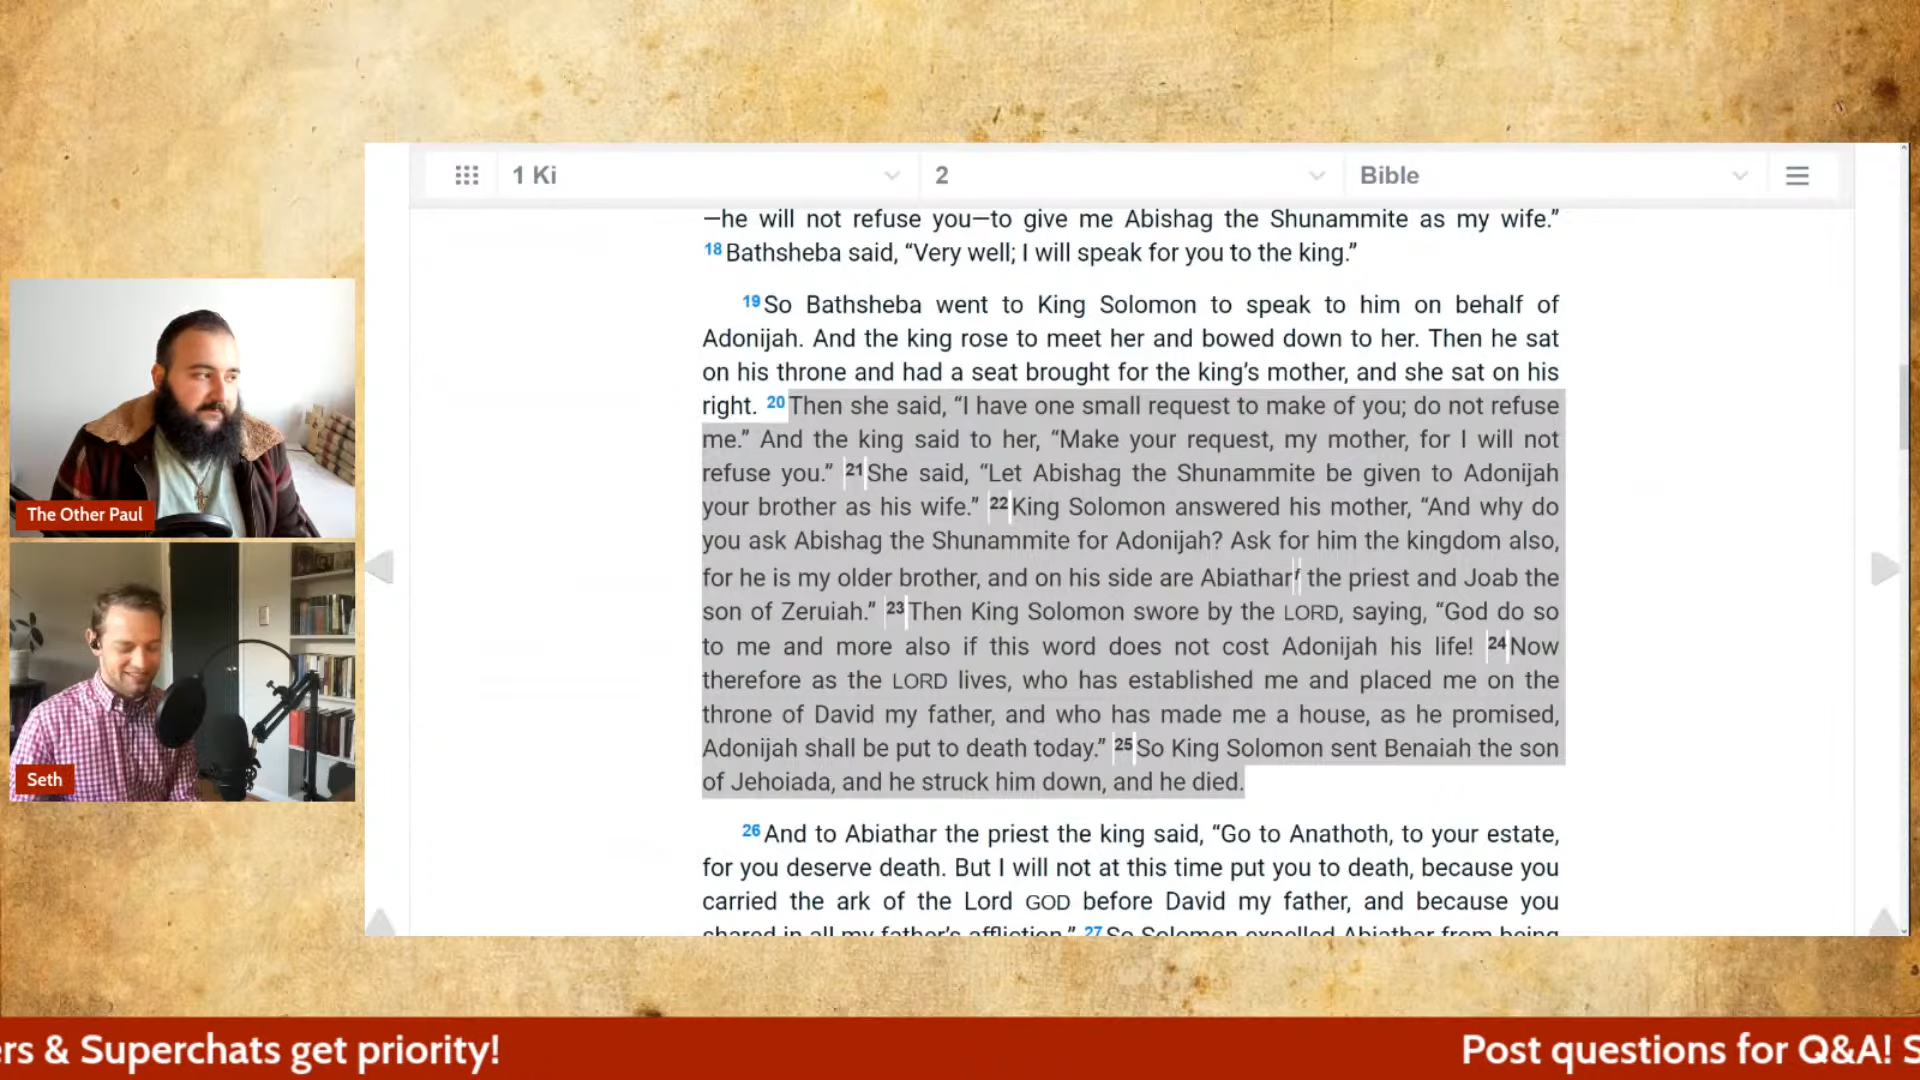 1 Ki
2
Bible
—he will not refuse you—to give me Abishag the Shunammite as my wife.”
18 Bathsheba said, “Very well; I will speak for you to the king.”
19 So Bathsheba went to King Solomon to speak to him on behalf of
Adonijah. And the king rose to meet her and bowed down to her. Then he sat
on his throne and had a seat brought for the king’s mother, and she sat on his
right. 20 Then she said, “I have one small request to make of you; do not refuse
me.” And the king said to her, “Make your request, my mother, for I will not
refuse you.” 21 She said, “Let Abishag the Shunammite be given to Adonijah
your brother as his wife.” 22 King Solomon answered his mother, “And why do
you ask Abishag the Shunammite for Adonijah? Ask for him the kingdom also,
for he is my older brother, and on his side are Abiathar f the priest and Joab the
son of Zeruiah.” 23 Then King Solomon swore by the LORD, saying, “God do so
to me and more also if this word does not cost Adonijah his life! 24 Now
therefore as the LORD lives, who has established me and placed me on the
throne of David my father, and who has made me a house, as he promised,
Adonijah shall be put to death today.” 25 So King Solomon sent Benaiah the son
of Jehoiada, and he struck him down, and he died.
26 And to Abiathar the priest the king said, “Go to Anathoth, to your estate,
for you deserve death. But I will not at this time put you to death, because you
carried the ark of the Lord GOD before David my father, and because you
shared in all my father’s affliction.” 27 So Solomon expelled Abiathar from being
The Other Paul
Seth
ers & Superchats get priority!
Post questions for Q&A! S